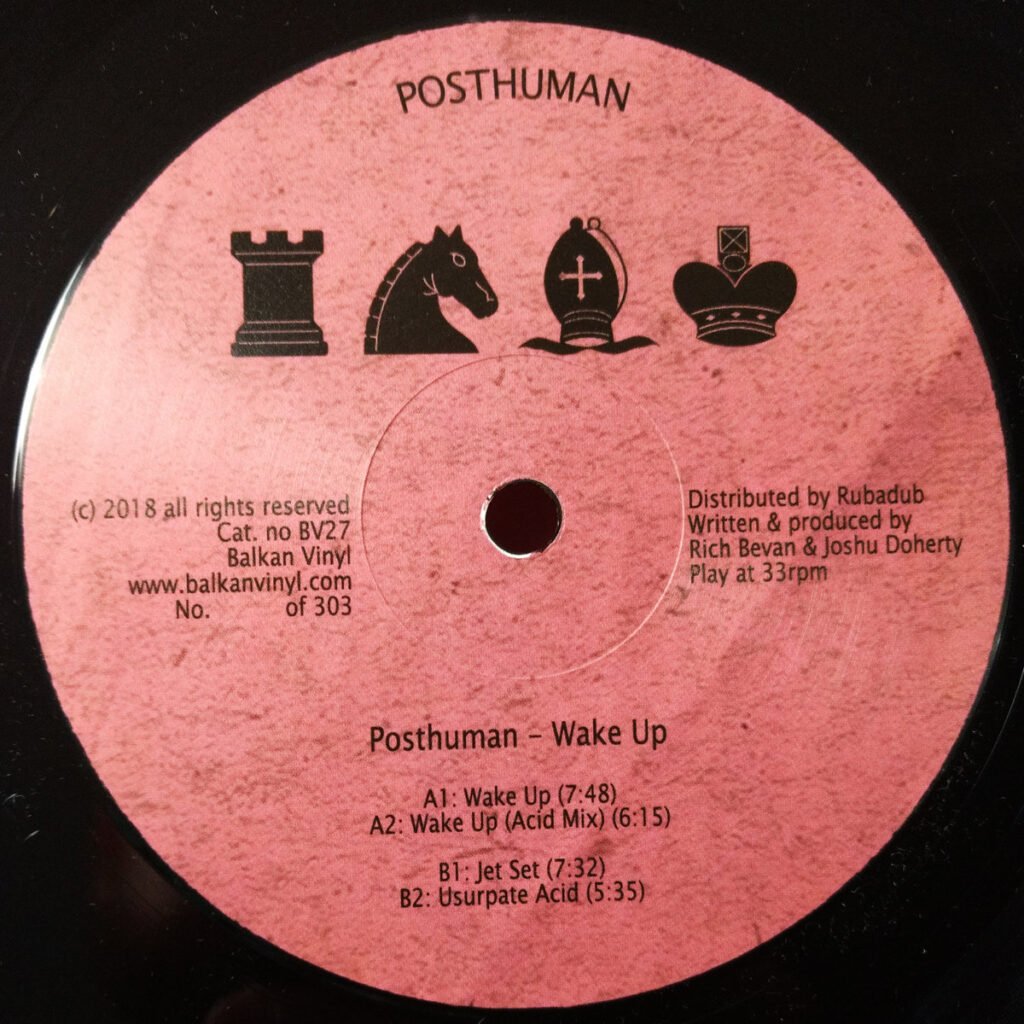 POSTHUMAN
(c) 2018 all rights reserved
Cat. no BV27
Balkan Vinyl
www.balkanvinyl.com
No. of 303
Distributed by Rubadub
Written & produced by
Rich Bevan & Joshu Doherty
Play at 33rpm
Posthuman – Wake Up
A1: Wake Up (7:48)
A2: Wake Up (Acid Mix) (6:15)
B1: Jet Set (7:32)
B2: Usurpate Acid (5:35)